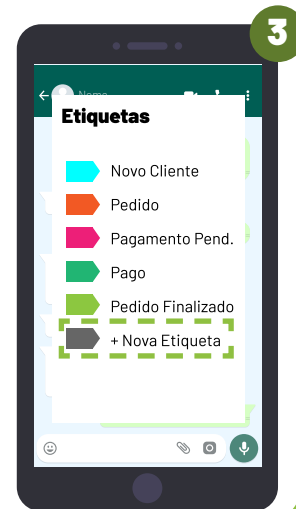 3
Nome
Etiquetas
Novo Cliente
Pedido
Pagamento Pend.
Pago
Pedido Finalizado
+ Nova Etiqueta